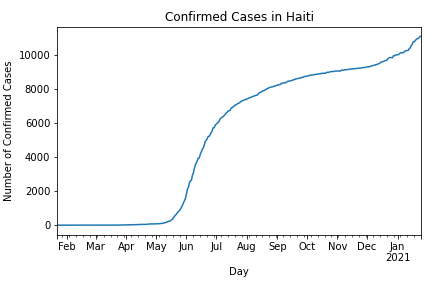 Confirmed Cases in Haiti
Number of Confirmed Cases
10000
8000
6000
4000
2000
0
Feb Mar Apr May Jun Jul Aug Sep Oct Nov Dec Jan
2021
Day